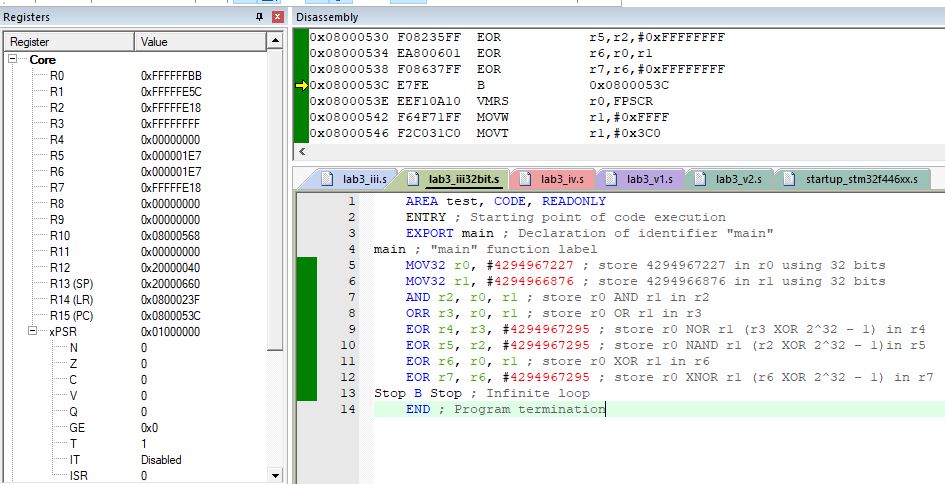 Registers
Register Value
Core
R0 0xFFFFFFBB
R1 0xFFFFFE5C
R2 0xFFFFFE18
R3 0xFFFFFFFF
R4 0x00000000
R5 0x000001E7
R6 0x000001E7
R7 0xFFFFFE18
R8 0x00000000
R9 0x00000000
R10 0x08000568
R11 0x00000000
R12 0x20000040
R13 (SP) 0x20000660
R14 (LR) 0x0800023F
R15 (PC) 0x0800053C
xPSR 0x01000000
N 0
Z 0
C 0
V 0
Q 0
GE 0x0
T 1
IT Disabled
ISR 0
Disassembly
0x08000530 F08235FF EOR r5,r2,#0xFFFFFFFF
0x08000534 EA800601 EOR r6,r0,r1
0x08000538 F08637FF EOR r7,r6,#0xFFFFFFFF
0x0800053C E7FE B 0x0800053C
0x0800053E EEF10A10 VMRS r0,FPSCR
0x08000542 F64F71FF MOVW r1,#0xFFFF
0x08000546 F2C031C0 MOVT r1,#0x3C0
lab3_iii.s lab3_iii32bit.s lab3_iv.s lab3_v1.s lab3_v2.s startup_stm32f446xx.s
1 AREA test, CODE, READONLY
2 ENTRY ; Starting point of code execution
3 EXPORT main ; Declaration of identifier "main"
4 main ; "main" function label
5 MOV32 r0, #4294967227 ; store 4294967227 in r0 using 32 bits
6 MOV32 r1, #4294966876 ; store 4294966876 in r1 using 32 bits
7 AND r2, r0, r1 ; store r0 AND r1 in r2
8 ORR r3, r0, r1 ; store r0 OR r1 in r3
9 EOR r4, r3, #4294967295 ; store r0 NOR r1 (r3 XOR 2^32 - 1) in r4
10 EOR r5, r2, #4294967295 ; store r0 NAND r1 (r2 XOR 2^32 - 1)in r5
11 EOR r6, r0, r1 ; store r0 XOR r1 in r6
12 EOR r7, r6, #4294967295 ; store r0 XNOR r1 (r6 XOR 2^32 - 1) in r7
13 Stop B Stop ; Infinite loop
14 END ; Program termination